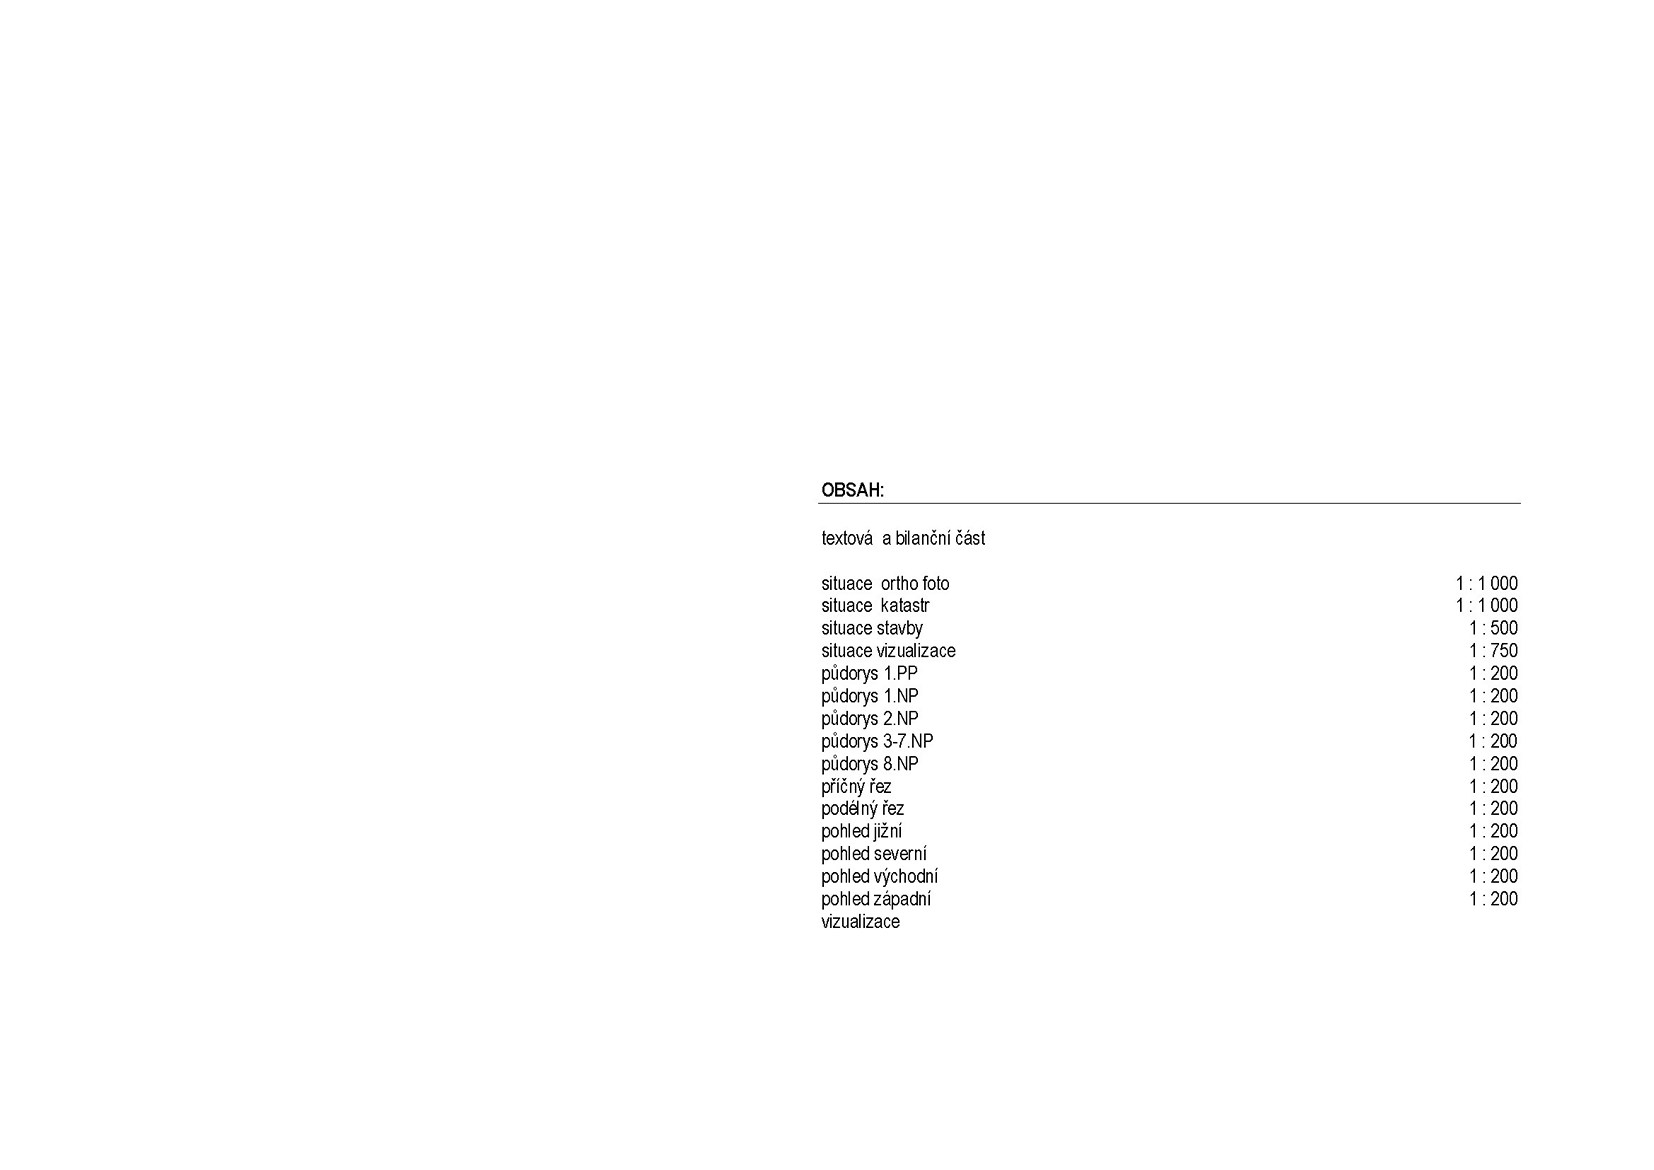 OBSAH:
textová a bilanční část
situace ortho foto 1 : 1 000
situace katastr 1 : 1 000
situace stavby 1 : 500
situace vizualizace 1 : 750
půdorys 1.PP 1 : 200
půdorys 1.NP 1 : 200
půdorys 2.NP 1 : 200
půdorys 3-7.NP 1 : 200
půdorys 8.NP 1 : 200
příčný řez 1 : 200
podélný řez 1 : 200
pohled jižní 1 : 200
pohled severní 1 : 200
pohled východní 1 : 200
pohled západní 1 : 200
vizualizace